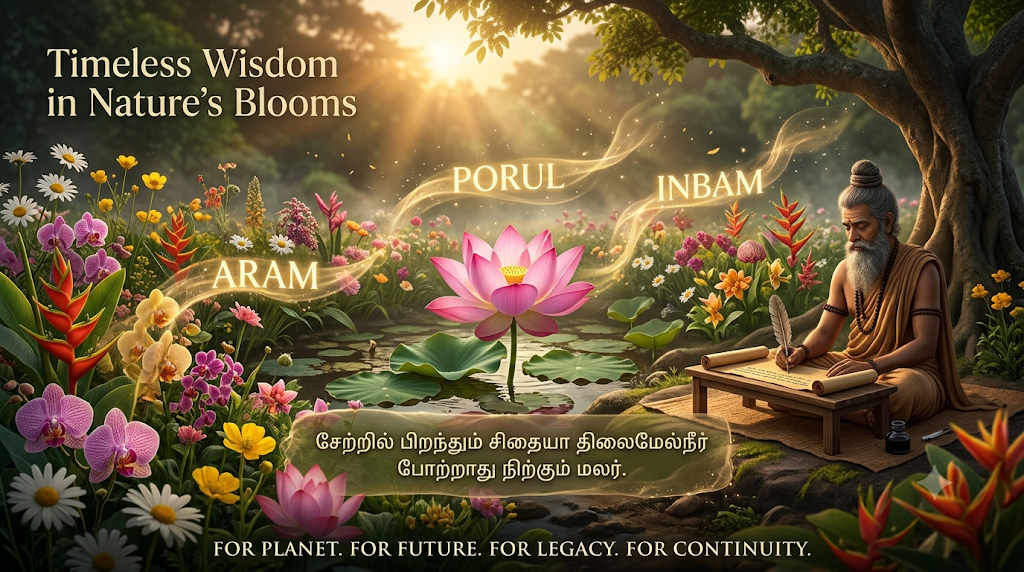 Timeless Wisdom
in Nature's Blooms
PORUL
INBAM
ARAM
சேற்றில் பிறந்தும் சிதையா திலைமேல்நீர்
போற்றாது நிற்கும் மலர்.
FOR PLANET. FOR FUTURE. FOR LEGACY. FOR CONTINUITY.